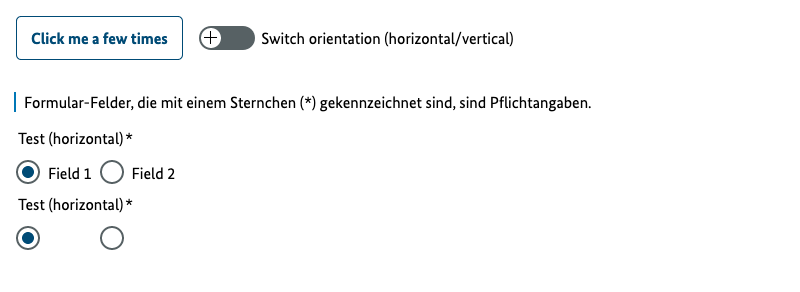 Click me a few times
Switch orientation (horizontal/vertical)
Formular-Felder, die mit einem Sternchen (*) gekennzeichnet sind, sind Pflichtangaben.
Test (horizontal)*
Field 1 Field 2
Test (horizontal)*